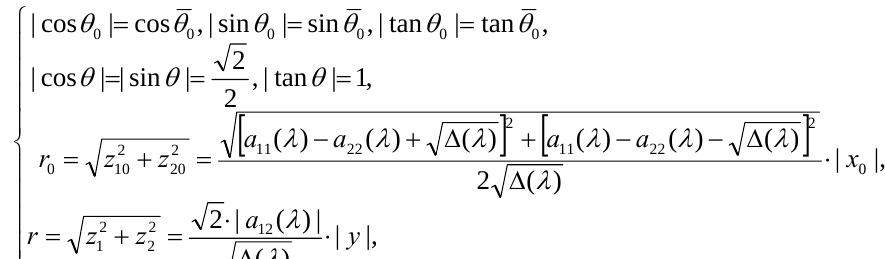 |cos θ₀|=cos θ̅₀, |sin θ₀|=sin θ̅₀, |tan θ₀|=tan θ̅₀,
|cos θ|=|sin θ|=√2/2, |tan θ|=1,
r₀ = √(z₁₀² + z₂₀²) = √([a₁₁(λ) − a₂₂(λ) + √Δ(λ)]² + [a₁₁(λ) − a₂₂(λ) − √Δ(λ)]²) / (2√Δ(λ)) · |x₀|,
r = √(z₁² + z₂²) = √2·|a₁₂(λ)| / √Δ(λ) · |y|,